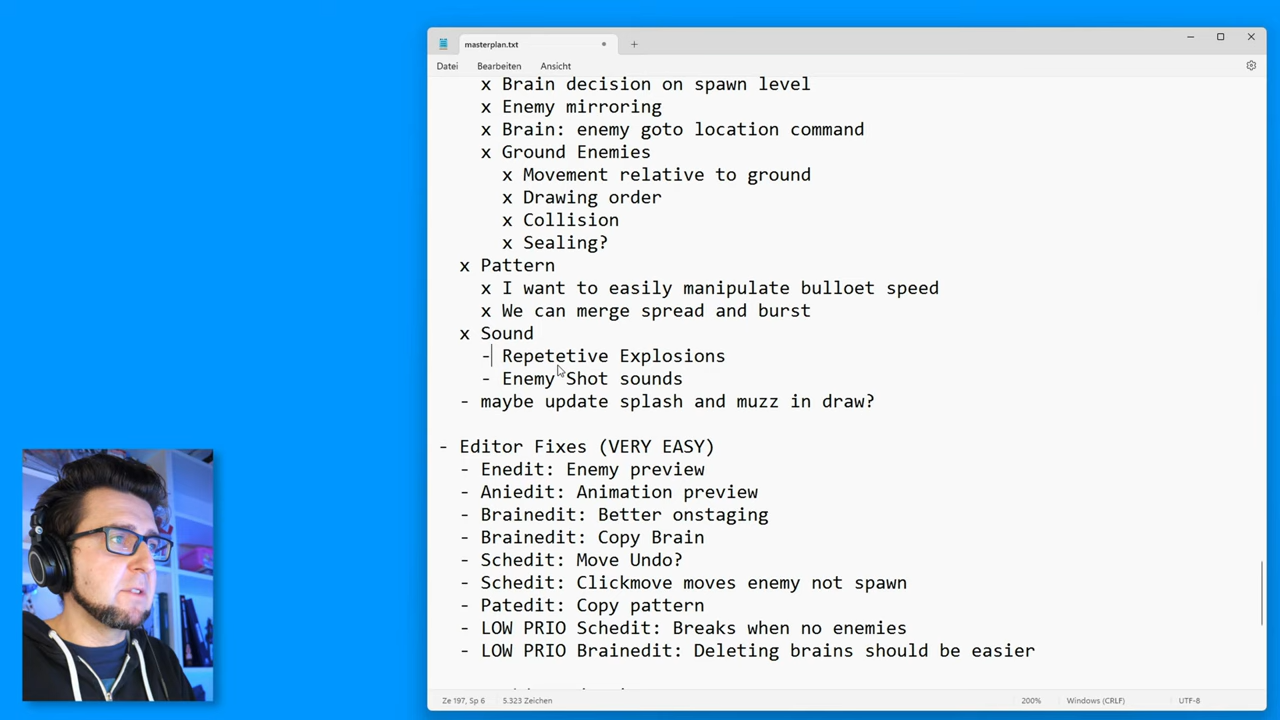 masterplan.txt
Datei Bearbeiten Ansicht
x Brain decision on spawn level
x Enemy mirroring
x Brain: enemy goto location command
x Ground Enemies
x Movement relative to ground
x Drawing order
x Collision
x Sealing?
x Pattern
x I want to easily manipulate bulloet speed
x We can merge spread and burst
x Sound
- Repetetive Explosions
- Enemy Shot sounds
- maybe update splash and muzz in draw?
- Editor Fixes (VERY EASY)
- Enedit: Enemy preview
- Aniedit: Animation preview
- Brainedit: Better onstaging
- Brainedit: Copy Brain
- Schedit: Move Undo?
- Schedit: Clickmove moves enemy not spawn
- Patedit: Copy pattern
- LOW PRIO Schedit: Breaks when no enemies
- LOW PRIO Brainedit: Deleting brains should be easier
Ze 197, Sp 6 5.323 Zeichen 200% Windows (CRLF) UTF-8